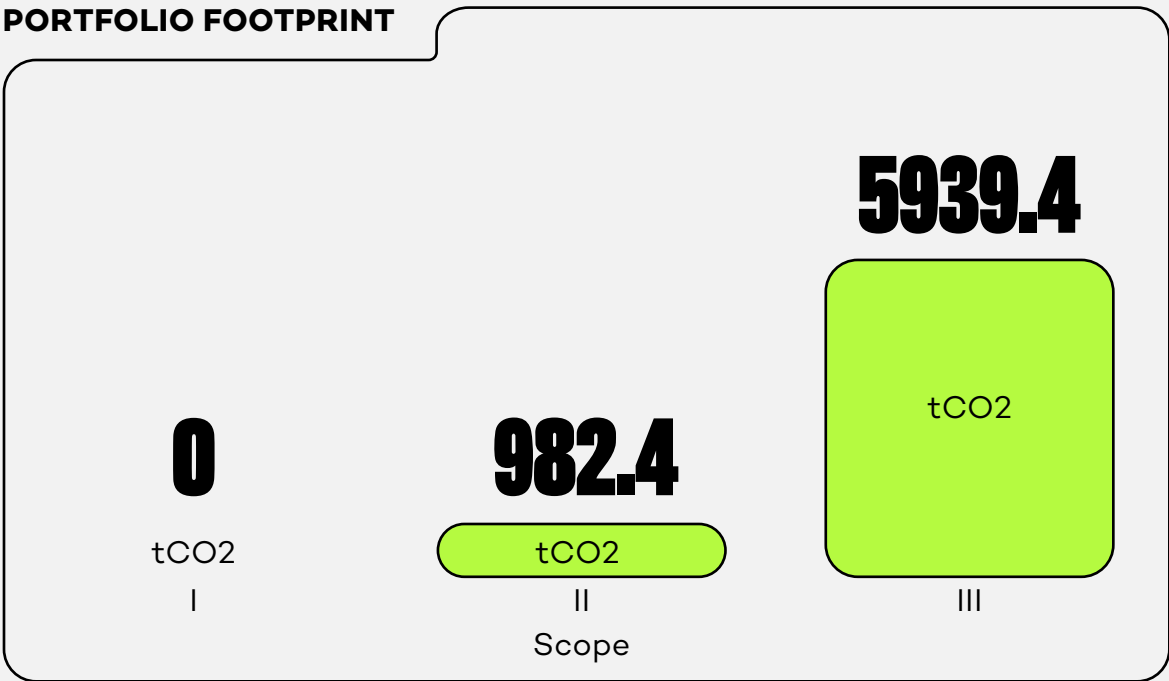 PORTFOLIO FOOTPRINT
5939.4
tCO2
0
982.4
tCO2
tCO2
I
II
III
Scope